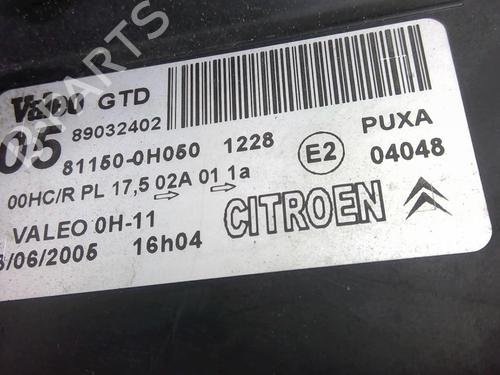 Valeo GTD
05 89032402
81150-0H050 1228 E2 PUXA
00HC/R PL 17,5 02A 01 1a 04048
VALEO 0H-11 CITROEN
/06/2005 16h04